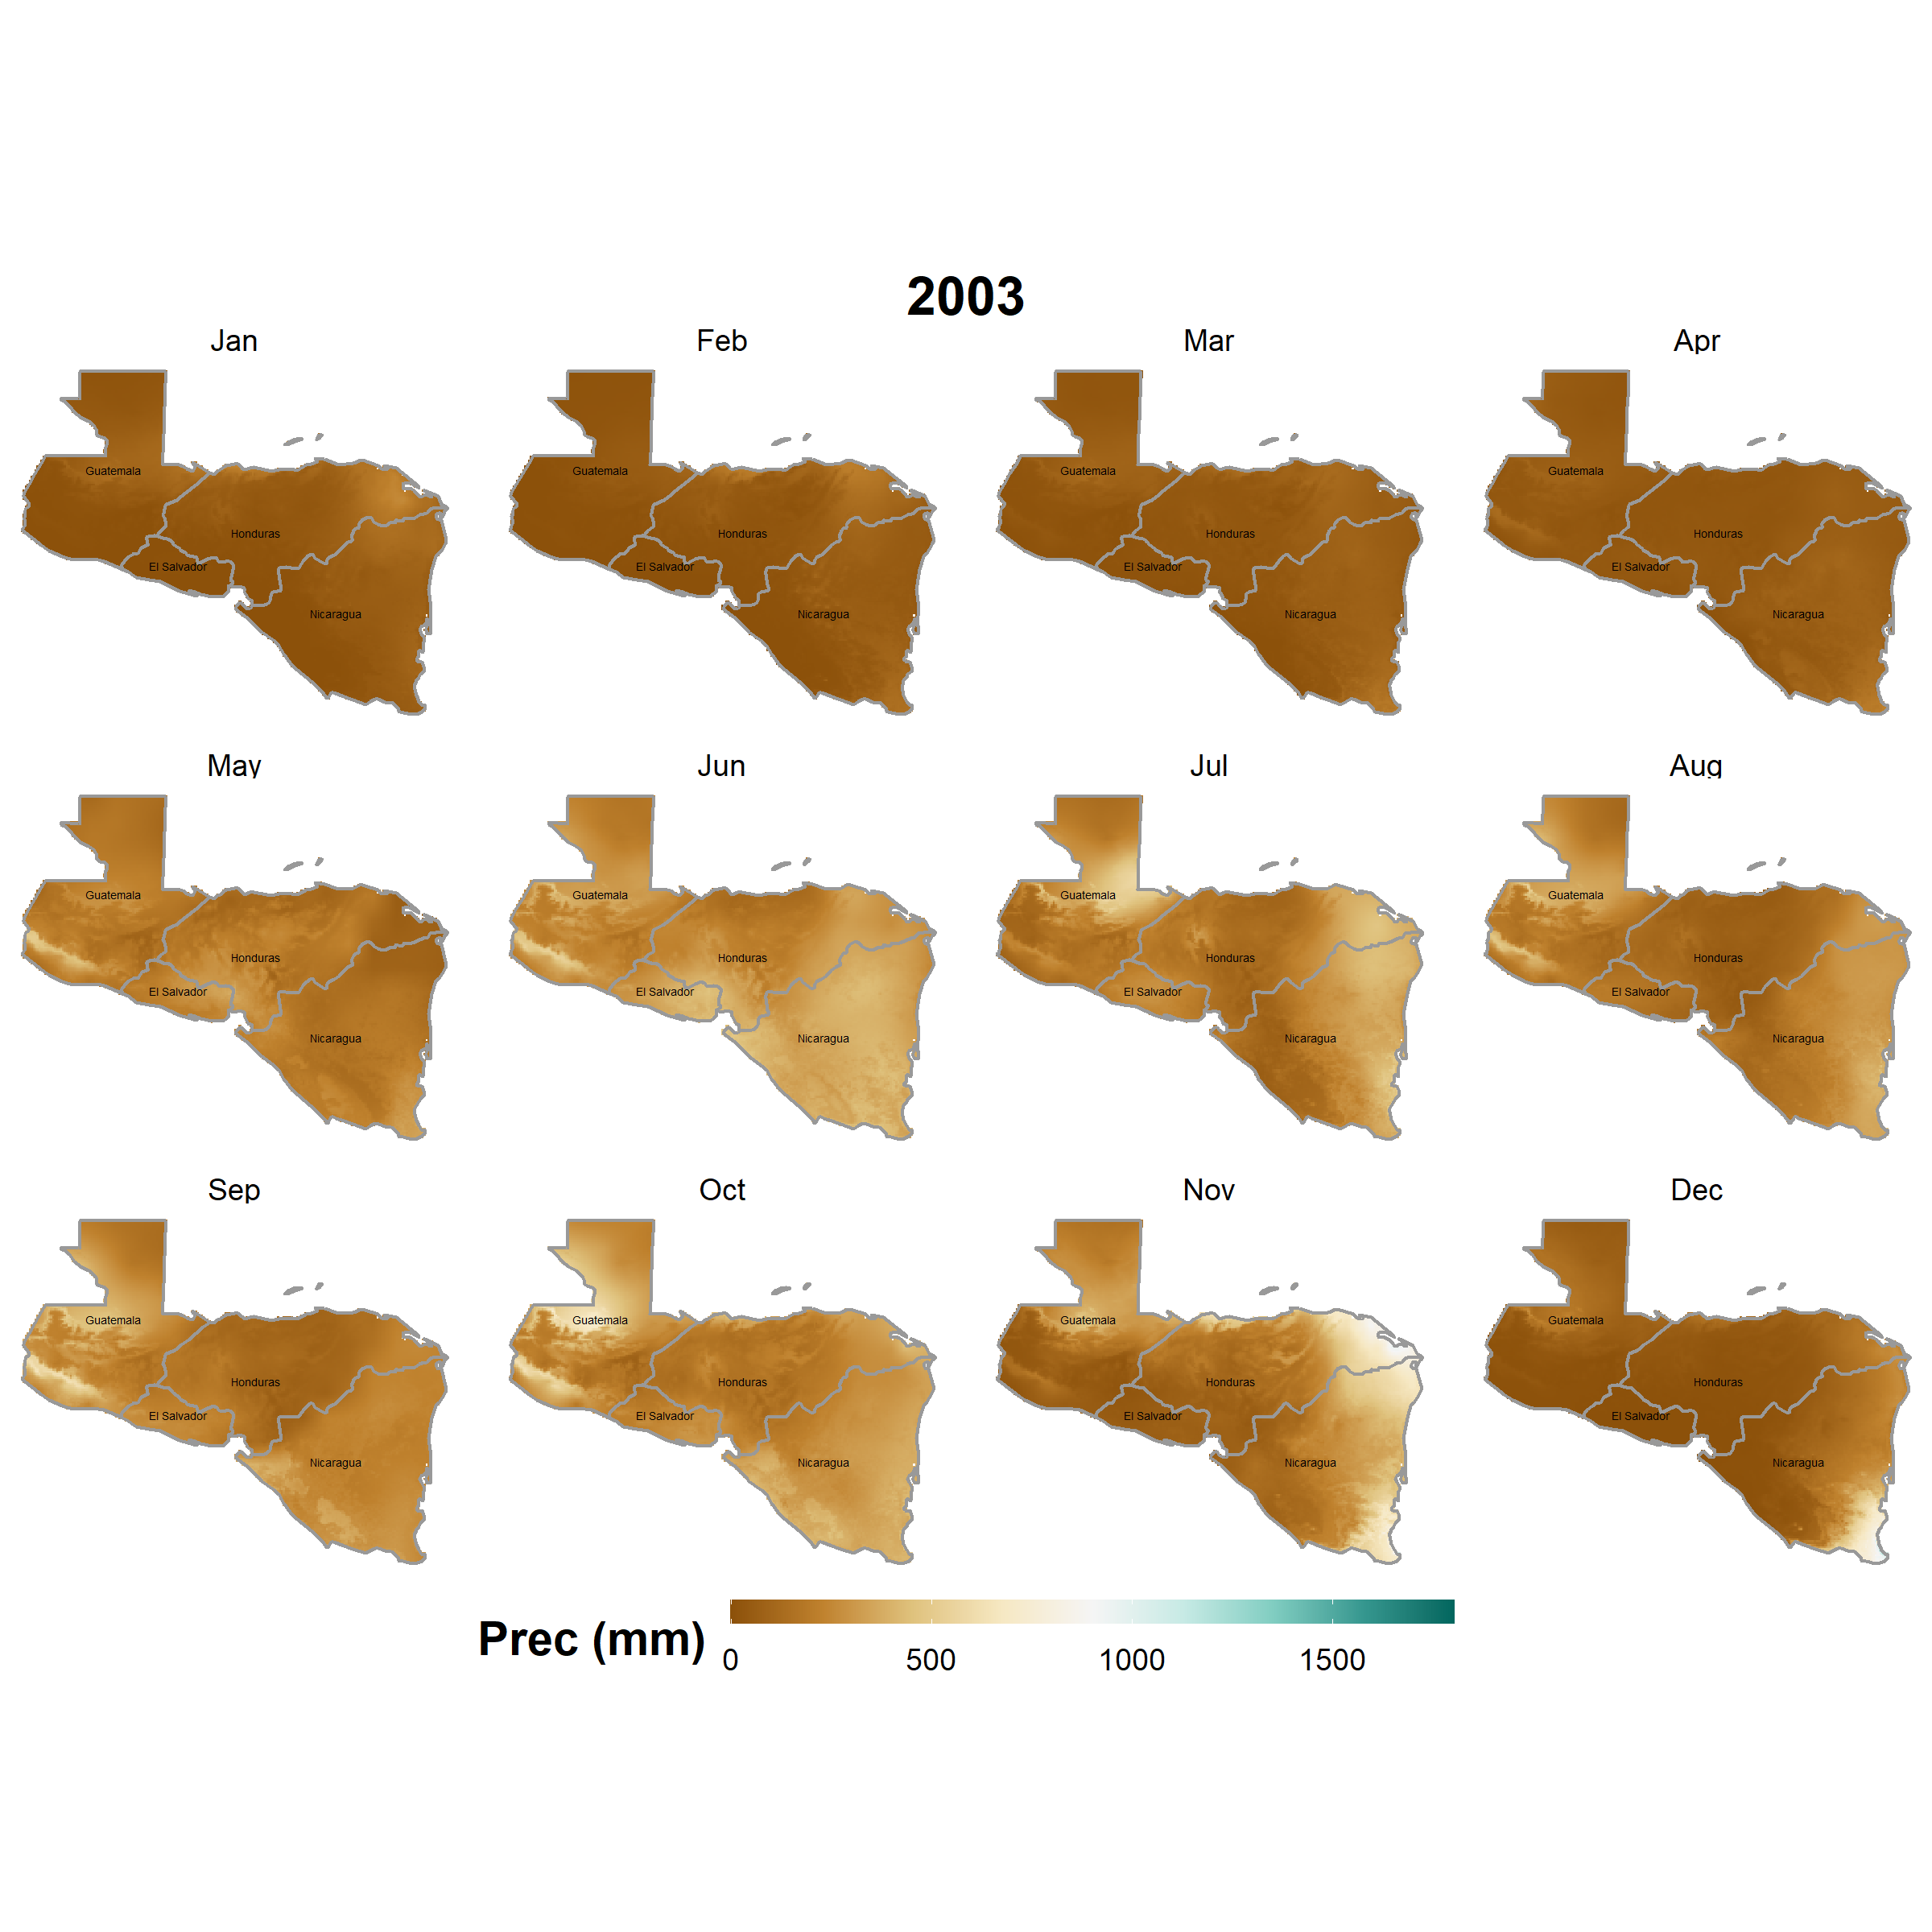 2003
Jan Feb Mar Apr
Guatemala Guatemala Guatemala Guatemala
Honduras Honduras Honduras Honduras
El Salvador El Salvador El Salvador El Salvador
Nicaragua Nicaragua Nicaragua Nicaragua
May Jun Jul Aug
Guatemala Guatemala Guatemala Guatemala
Honduras Honduras Honduras Honduras
El Salvador El Salvador El Salvador El Salvador
Nicaragua Nicaragua Nicaragua Nicaragua
Sep Oct Nov Dec
Guatemala Guatemala Guatemala Guatemala
Honduras Honduras Honduras Honduras
El Salvador El Salvador El Salvador El Salvador
Nicaragua Nicaragua Nicaragua Nicaragua
Prec (mm)
0 500 1000 1500